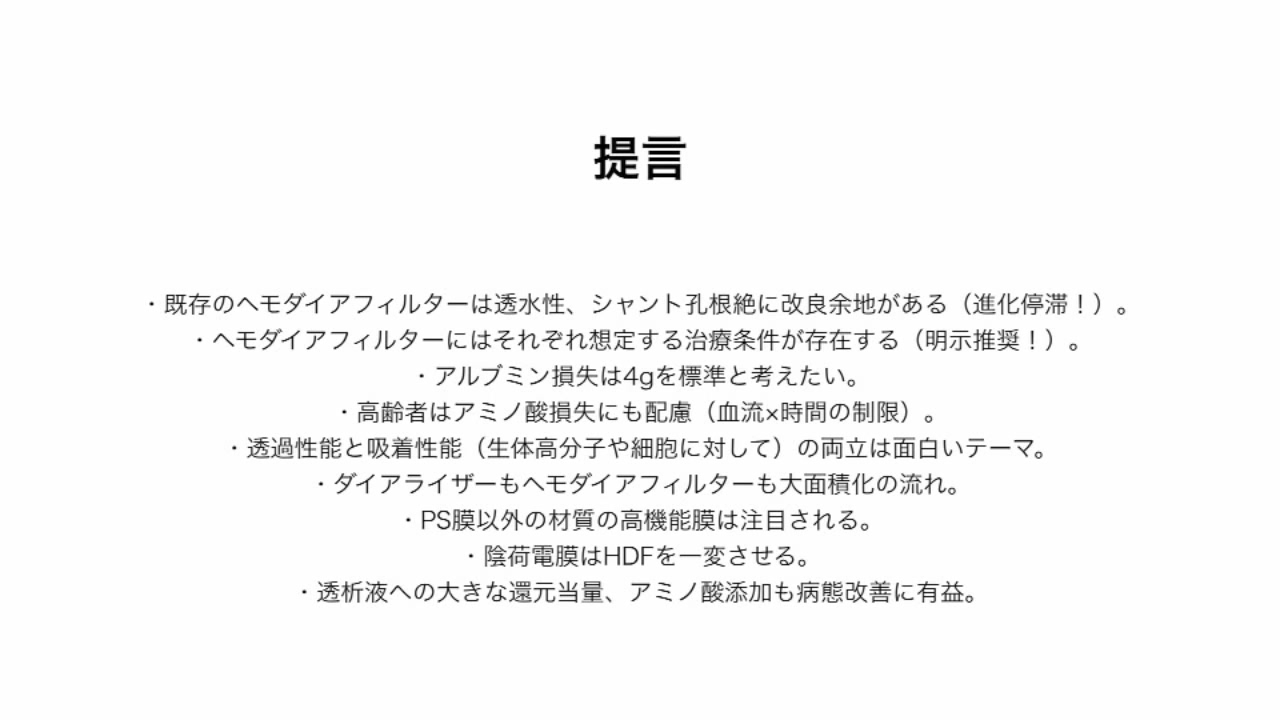 提言
・既存のヘモダイアフィルターは透水性、シャント孔根絶に改良余地がある（進化停滞！）。
・ヘモダイアフィルターにはそれぞれ想定する治療条件が存在する（明示推奨！）。
・アルブミン損失は4gを標準と考えたい。
・高齢者はアミノ酸損失にも配慮（血流×時間の制限）。
・透過性能と吸着性能（生体高分子や細胞に対して）の両立は面白いテーマ。
・ダイアライザーもヘモダイアフィルターも大面積化の流れ。
・PS膜以外の材質の高機能膜は注目される。
・陰荷電膜はHDFを一変させる。
・透析液への大きな還元当量、アミノ酸添加も病態改善に有益。